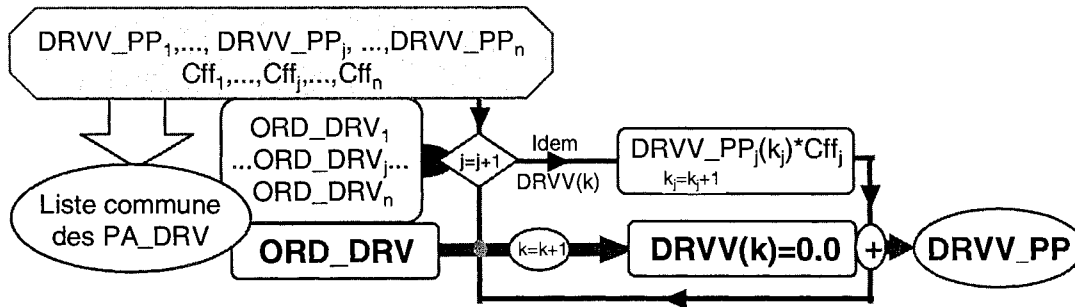 DRVV_PP₁,..., DRVV_PPⱼ, ...,DRVV_PPₙ
Cff₁,...,Cffⱼ,...,Cffₙ
ORD_DRV₁
...ORD_DRVⱼ...
ORD_DRVₙ
j=j+1
Idem
DRVV(k)
DRVV_PPⱼ(kⱼ)*Cffⱼ
kⱼ=kⱼ+1
Liste commune
des PA_DRV
ORD_DRV
k=k+1
DRVV(k)=0.0
+
DRVV_PP